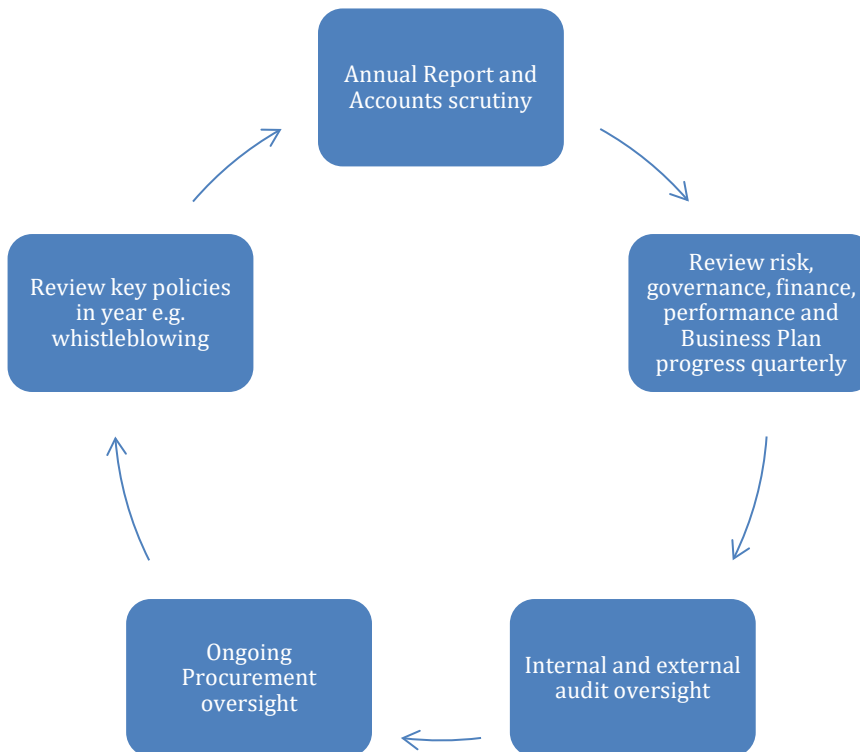 Annual Report and
Accounts scrutiny
Review risk,
governance, finance,
performance and
Business Plan
progress quarterly
Internal and external
audit oversight
Ongoing
Procurement
oversight
Review key policies
in year e.g.
whistleblowing